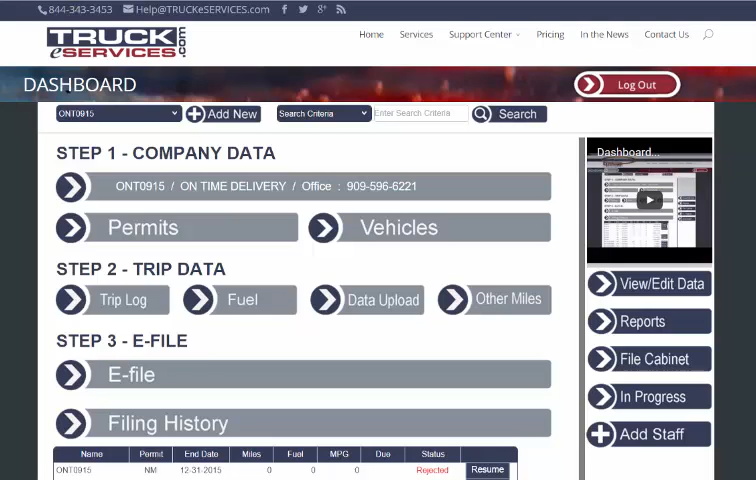 844-343-3453 Help@TRUCKeSERVICES.com
TRUCK
eSERVICES
.com
Home Services Support Center Pricing In the News Contact Us
DASHBOARD
Log Out
ONT0915 Add New Search Criteria Enter Search Criteria Search
STEP 1 - COMPANY DATA
ONT0915 / ON TIME DELIVERY / Office : 909-596-6221
Permits Vehicles
STEP 2 - TRIP DATA
Trip Log Fuel Data Upload Other Miles
STEP 3 - E-FILE
E-file
Filing History
Name Permit End Date Miles Fuel MPG Due Status
ONT0915 NM 12-31-2015 0 0 0 Rejected Resume
Dashboard...
View/Edit Data
Reports
File Cabinet
In Progress
Add Staff